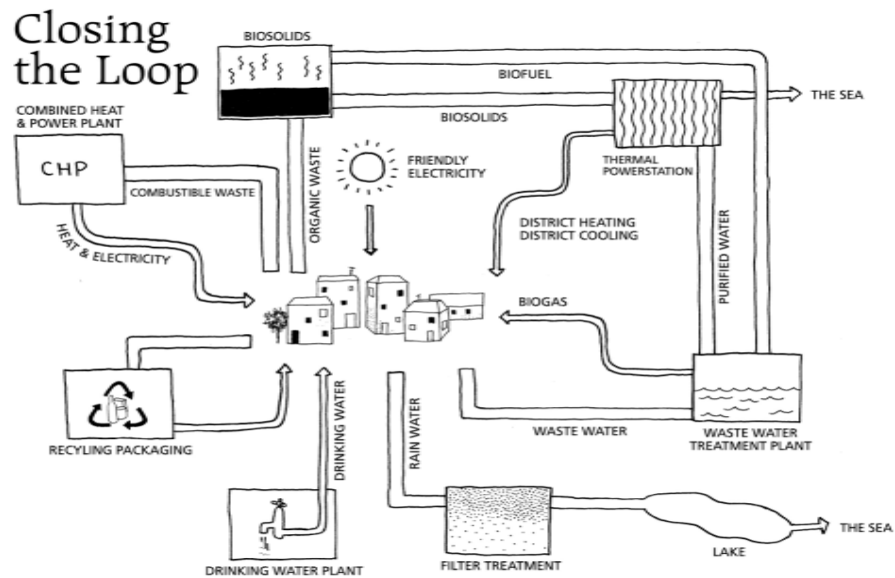 Closing
the Loop
BIOSOLIDS
BIOFUEL
BIOSOLIDS
THE SEA
COMBINED HEAT
& POWER PLANT
CHP
COMBUSTIBLE WASTE
ORGANIC WASTE
FRIENDLY
ELECTRICITY
THERMAL
POWERSTATION
HEAT & ELECTRICITY
DISTRICT HEATING
DISTRICT COOLING
PURIFIED WATER
BIOGAS
RECYLING PACKAGING
DRINKING WATER
RAIN WATER
WASTE WATER
WASTE WATER
TREATMENT PLANT
DRINKING WATER PLANT
FILTER TREATMENT
LAKE
THE SEA